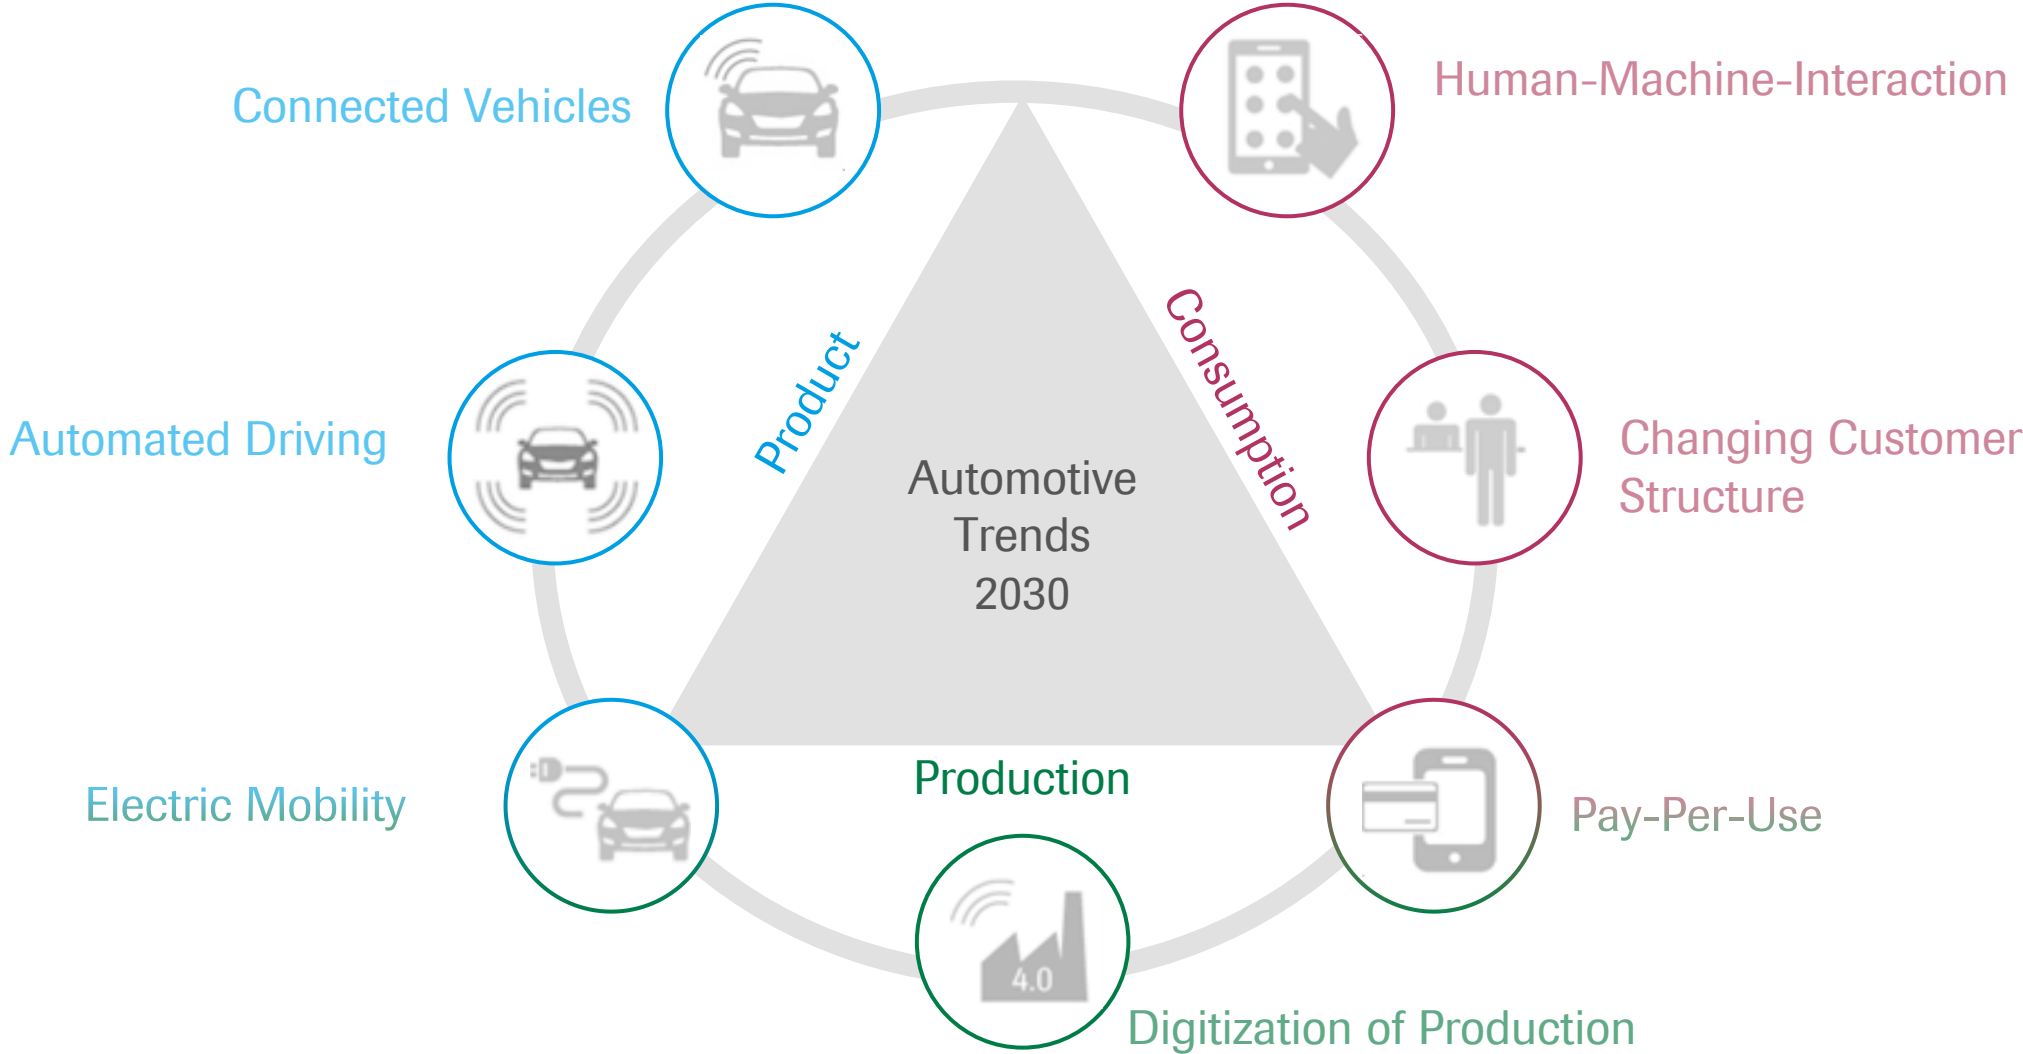 Connected Vehicles
Human-Machine-Interaction
Product
Consumption
Automated Driving
Changing Customer
Structure
Automotive
Trends
2030
Electric Mobility
Production
Pay-Per-Use
4.0
Digitization of Production